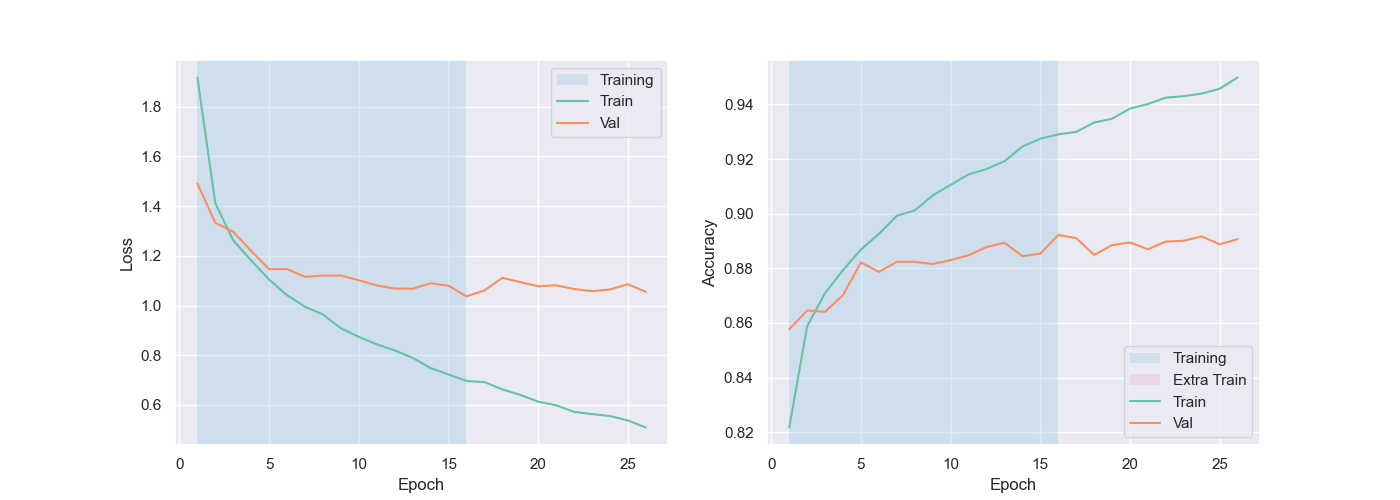 Loss
1.8
1.6
1.4
1.2
1.0
0.8
0.6
0 5 10 15 20 25
Epoch
Training
Train
Val
Accuracy
0.94
0.92
0.90
0.88
0.86
0.84
0.82
0 5 10 15 20 25
Epoch
Training
Extra Train
Train
Val